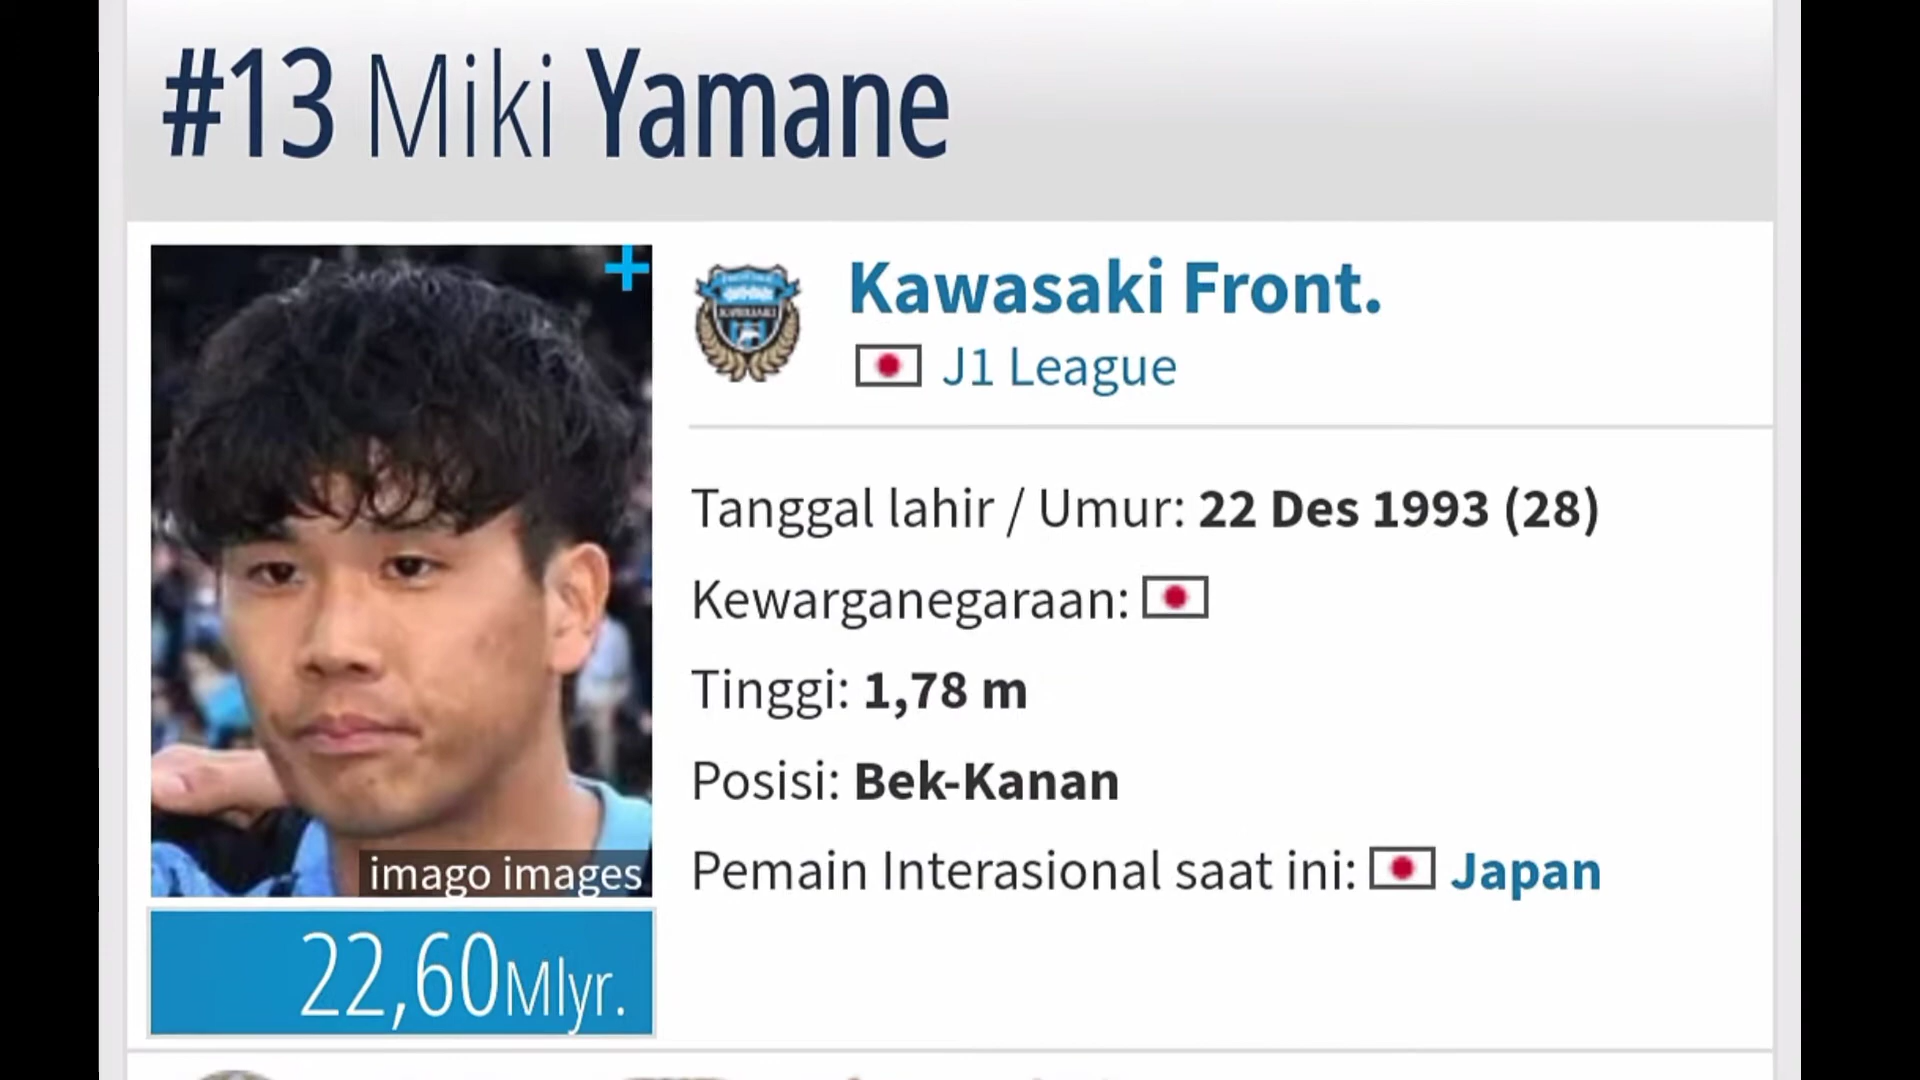 #13 Miki Yamane
Kawasaki Front.
J1 League
Tanggal lahir / Umur: 22 Des 1993 (28)
Kewarganegaraan:
Tinggi: 1,78 m
Posisi: Bek-Kanan
Pemain Interasional saat ini: Japan
imago images
22,60Mlyr.